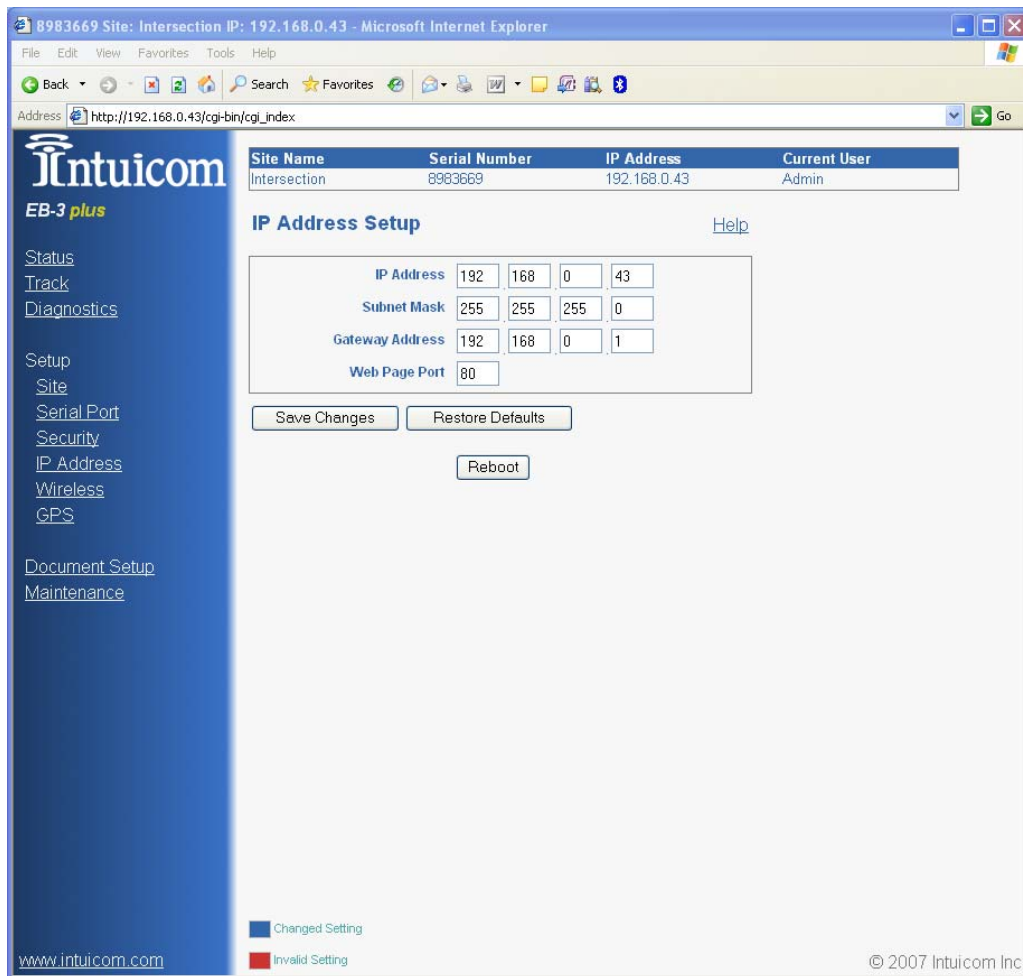 8983669 Site: Intersection IP: 192.168.0.43 - Microsoft Internet Explorer
File Edit View Favorites Tools Help
Back Search Favorites
Address http://192.168.0.43/cgi-bin/cgi_index Go
Intuicom
EB-3 plus
Status
Track
Diagnostics
Setup
Site
Serial Port
Security
IP Address
Wireless
GPS
Document Setup
Maintenance
www.intuicom.com
Site Name Serial Number IP Address Current User
Intersection 8983669 192.168.0.43 Admin
IP Address Setup Help
IP Address 192 . 168 . 0 . 43
Subnet Mask 255 . 255 . 255 . 0
Gateway Address 192 . 168 . 0 . 1
Web Page Port 80
Save Changes Restore Defaults
Reboot
Changed Setting
Invalid Setting
© 2007 Intuicom Inc